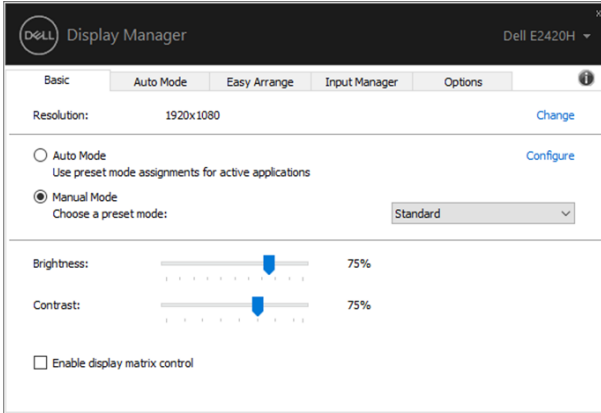 DELL Display Manager
Dell E2420H
x
Basic Auto Mode Easy Arrange Input Manager Options
Resolution: 1920x1080 Change
Auto Mode Configure
Use preset mode assignments for active applications
Manual Mode
Choose a preset mode: Standard
Brightness: 75%
Contrast: 75%
Enable display matrix control